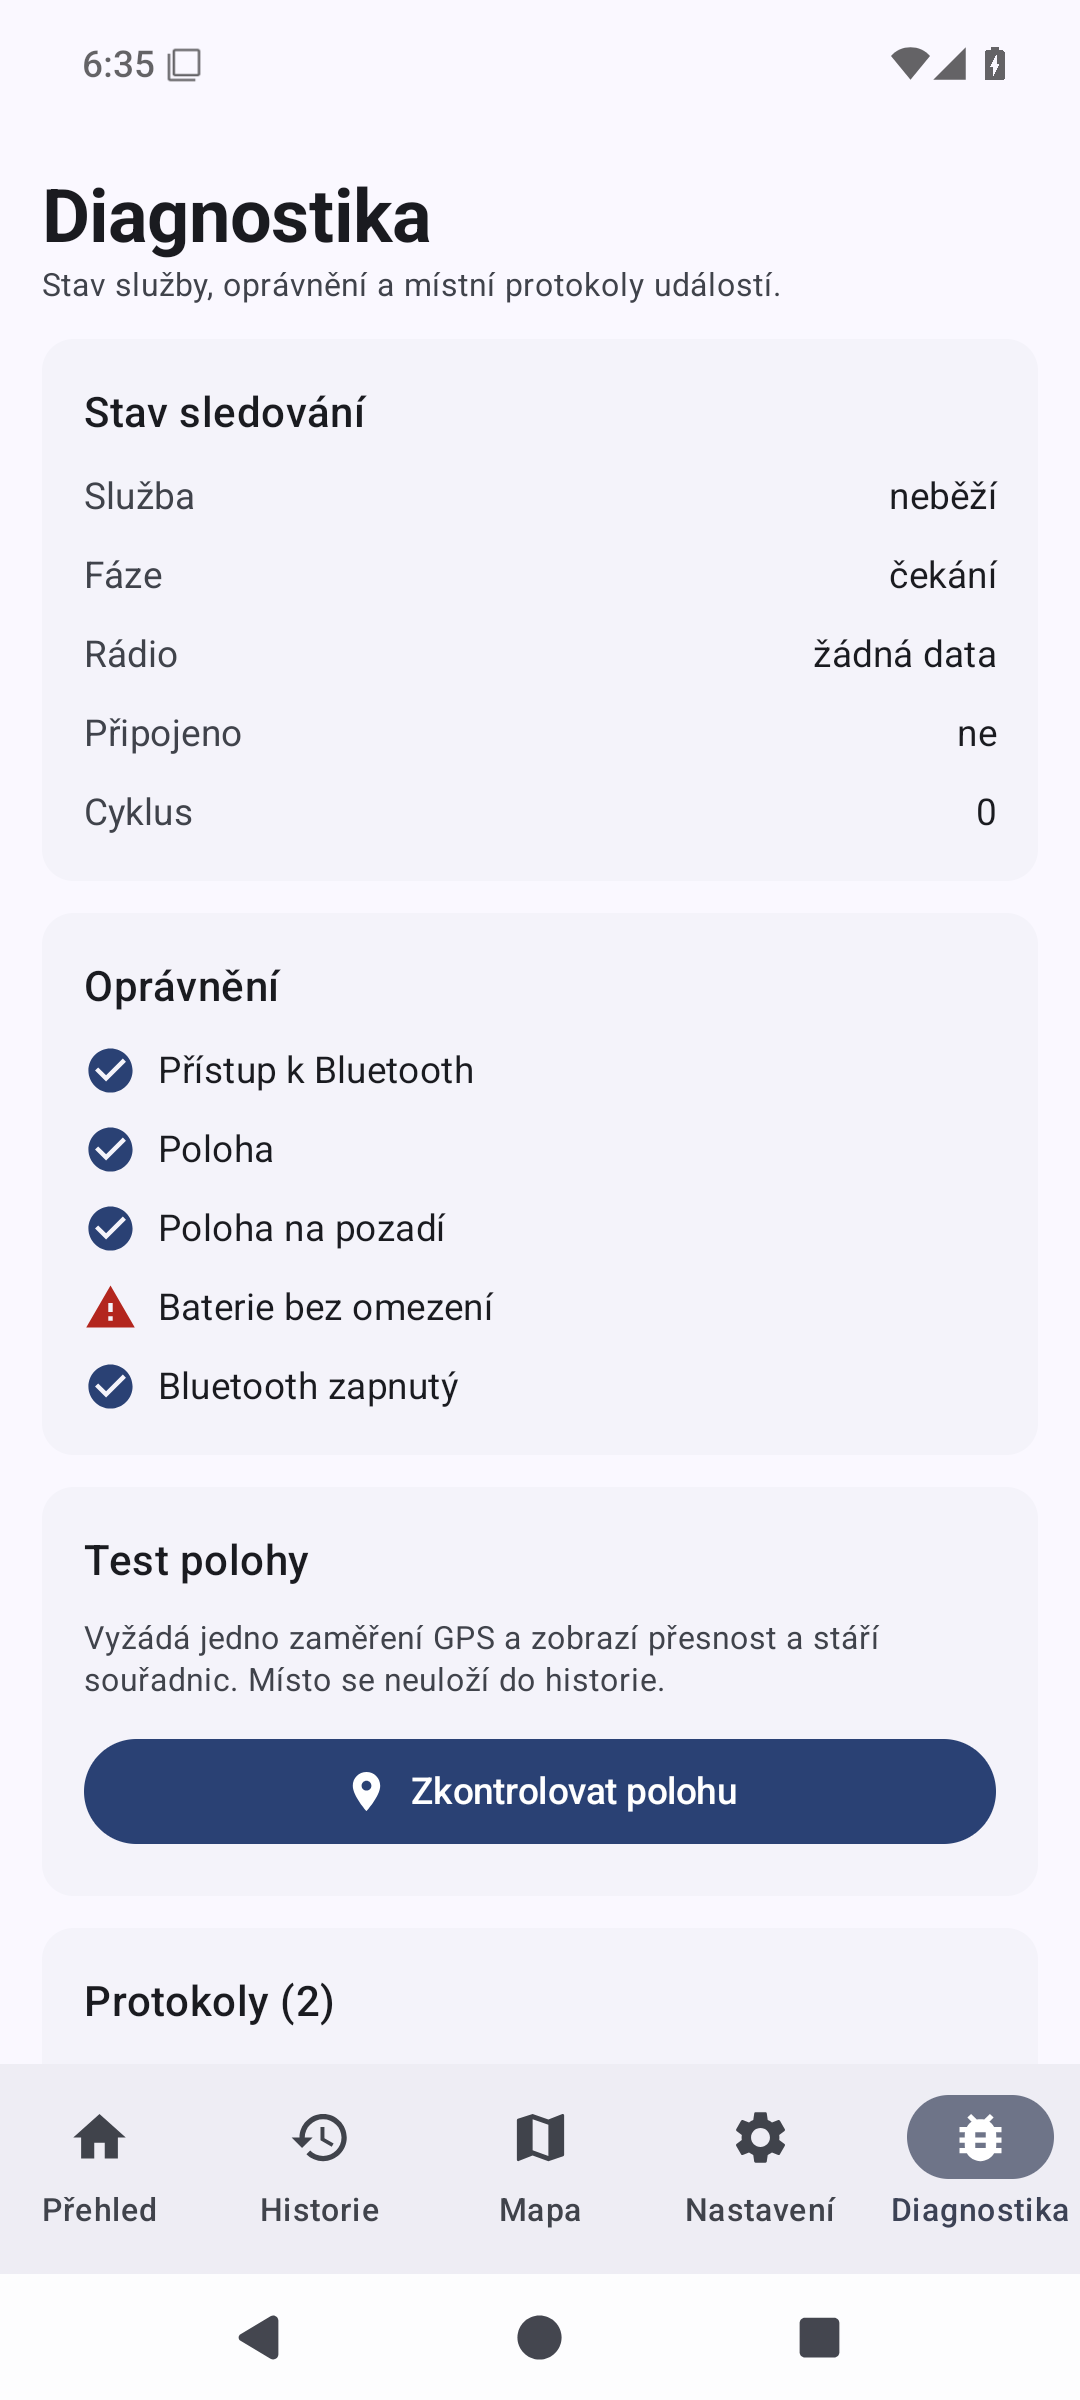 6:35
Diagnostika
Stav služby, oprávnění a místní protokoly událostí.
Stav sledování
Služba neběží
Fáze čekání
Rádio žádná data
Připojeno ne
Cyklus 0
Oprávnění
Přístup k Bluetooth
Poloha
Poloha na pozadí
Baterie bez omezení
Bluetooth zapnutý
Test polohy
Vyžádá jedno zaměření GPS a zobrazí přesnost a stáří
souřadnic. Místo se neuloží do historie.
Zkontrolovat polohu
Protokoly (2)
Přehled Historie Mapa Nastavení Diagnostika